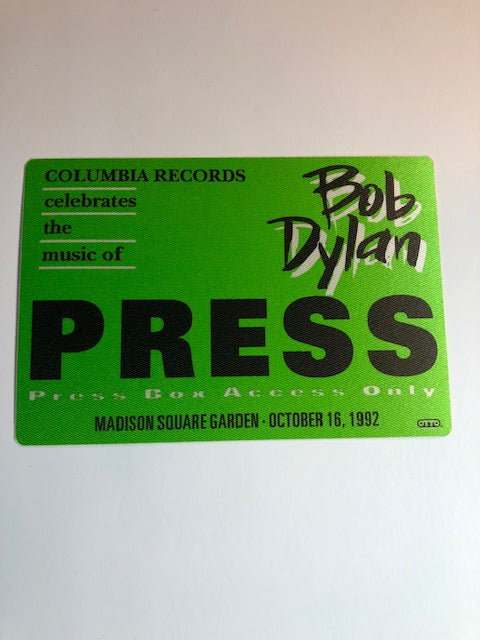 COLUMBIA RECORDS
celebrates
the
music of
Bob
Dylan
PRESS
Press Box Access Only
MADISON SQUARE GARDEN · OCTOBER 16, 1992
OTTO